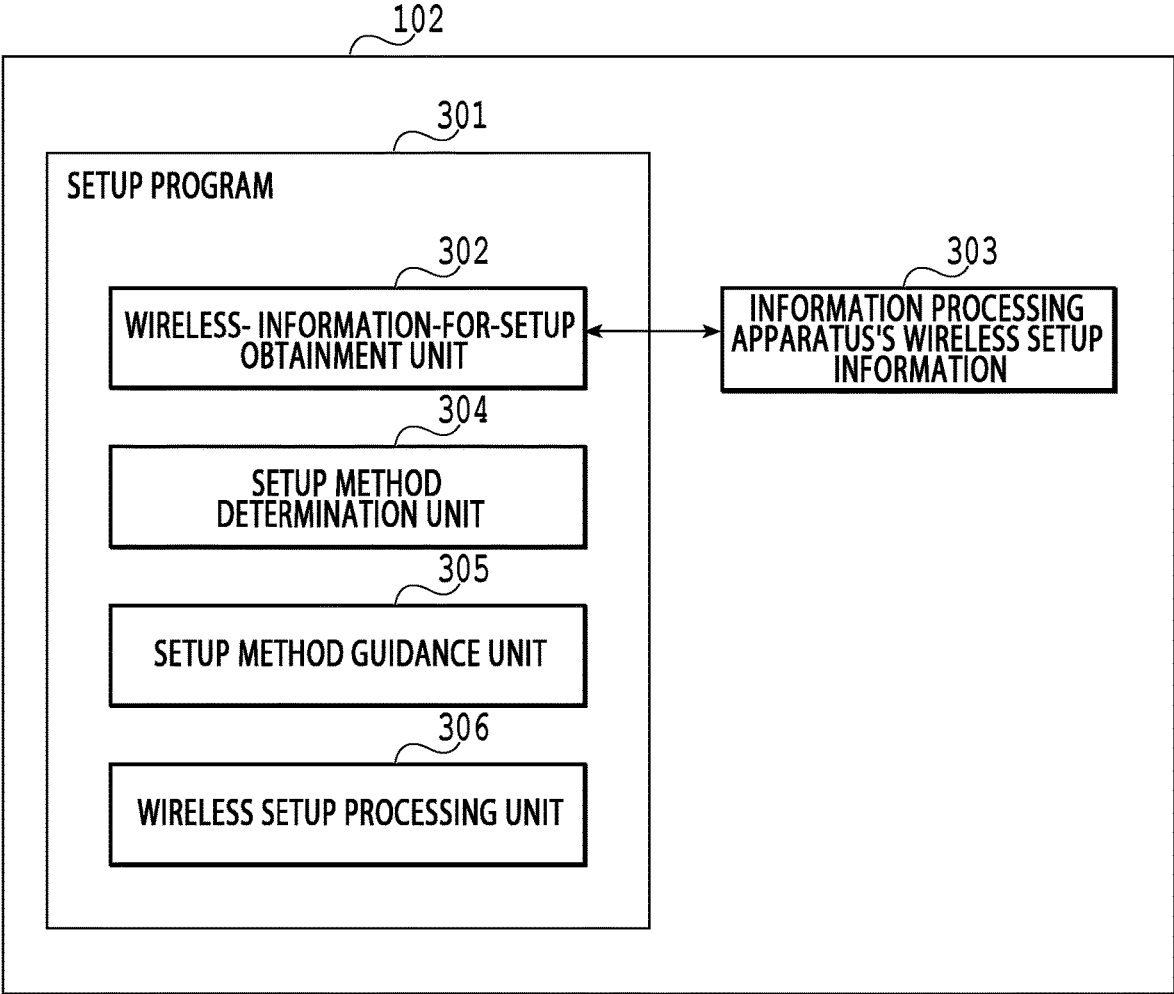 102
301
SETUP PROGRAM
302
WIRELESS- INFORMATION-FOR-SETUP
OBTAINMENT UNIT
303
INFORMATION PROCESSING
APPARATUS'S WIRELESS SETUP
INFORMATION
304
SETUP METHOD
DETERMINATION UNIT
305
SETUP METHOD GUIDANCE UNIT
306
WIRELESS SETUP PROCESSING UNIT